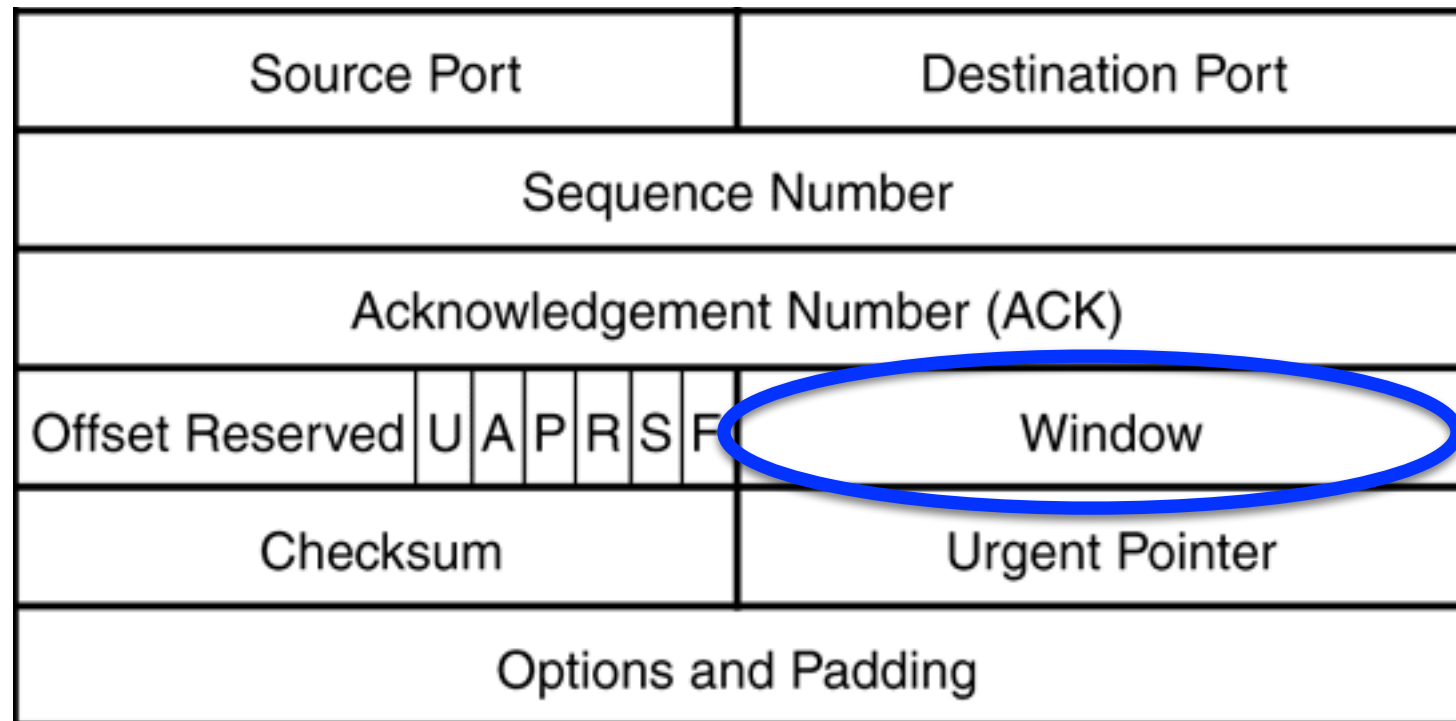 Source Port Destination Port
Sequence Number
Acknowledgement Number (ACK)
Offset Reserved U A P R S F Window
Checksum Urgent Pointer
Options and Padding